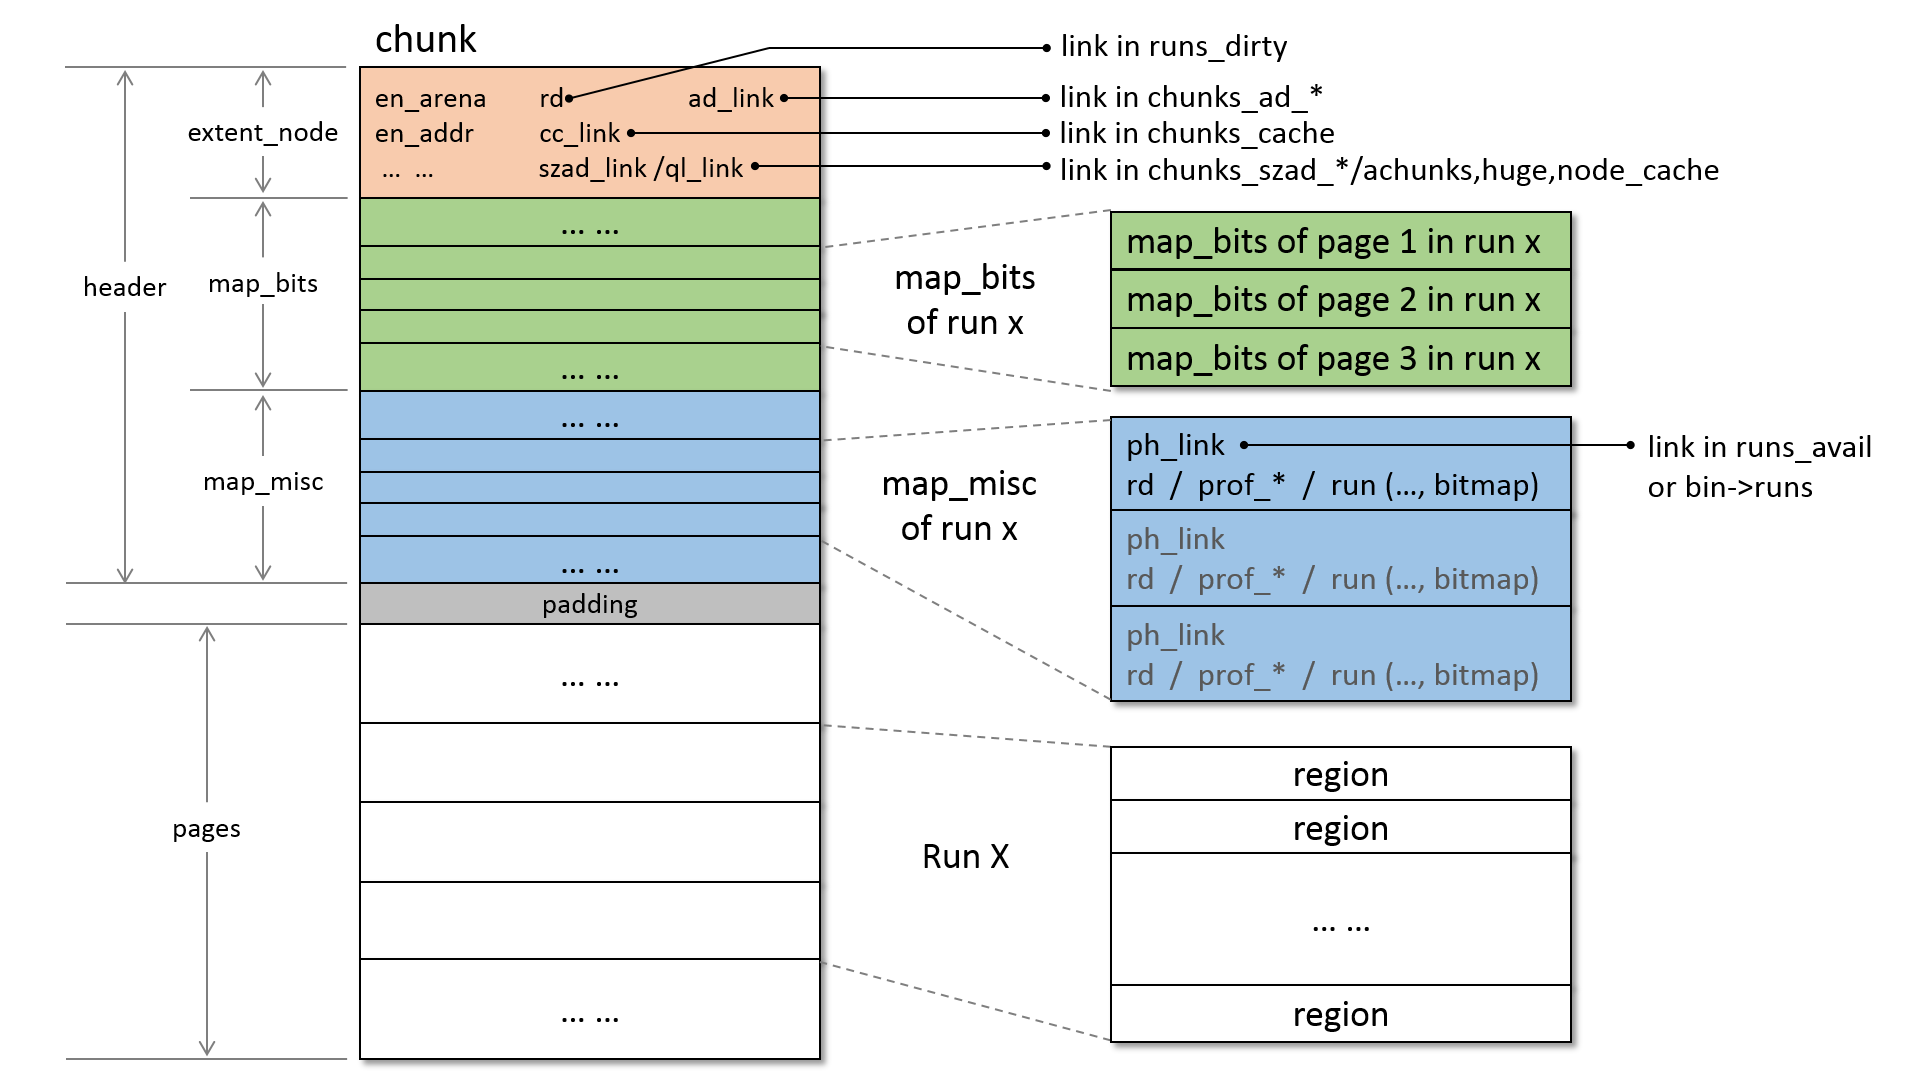 chunk
en_arena rd ad_link
en_addr cc_link
... ... szad_link /ql_link
link in runs_dirty
link in chunks_ad_*
link in chunks_cache
link in chunks_szad_*/achunks,huge,node_cache
header
extent_node
map_bits
map_misc
pages
... ...
... ...
... ...
... ...
padding
... ...
... ...
map_bits
of run x
map_bits of page 1 in run x
map_bits of page 2 in run x
map_bits of page 3 in run x
map_misc
of run x
ph_link
rd / prof_* / run (..., bitmap)
ph_link
rd / prof_* / run (..., bitmap)
ph_link
rd / prof_* / run (..., bitmap)
link in runs_avail
or bin->runs
Run X
region
region
... ...
region